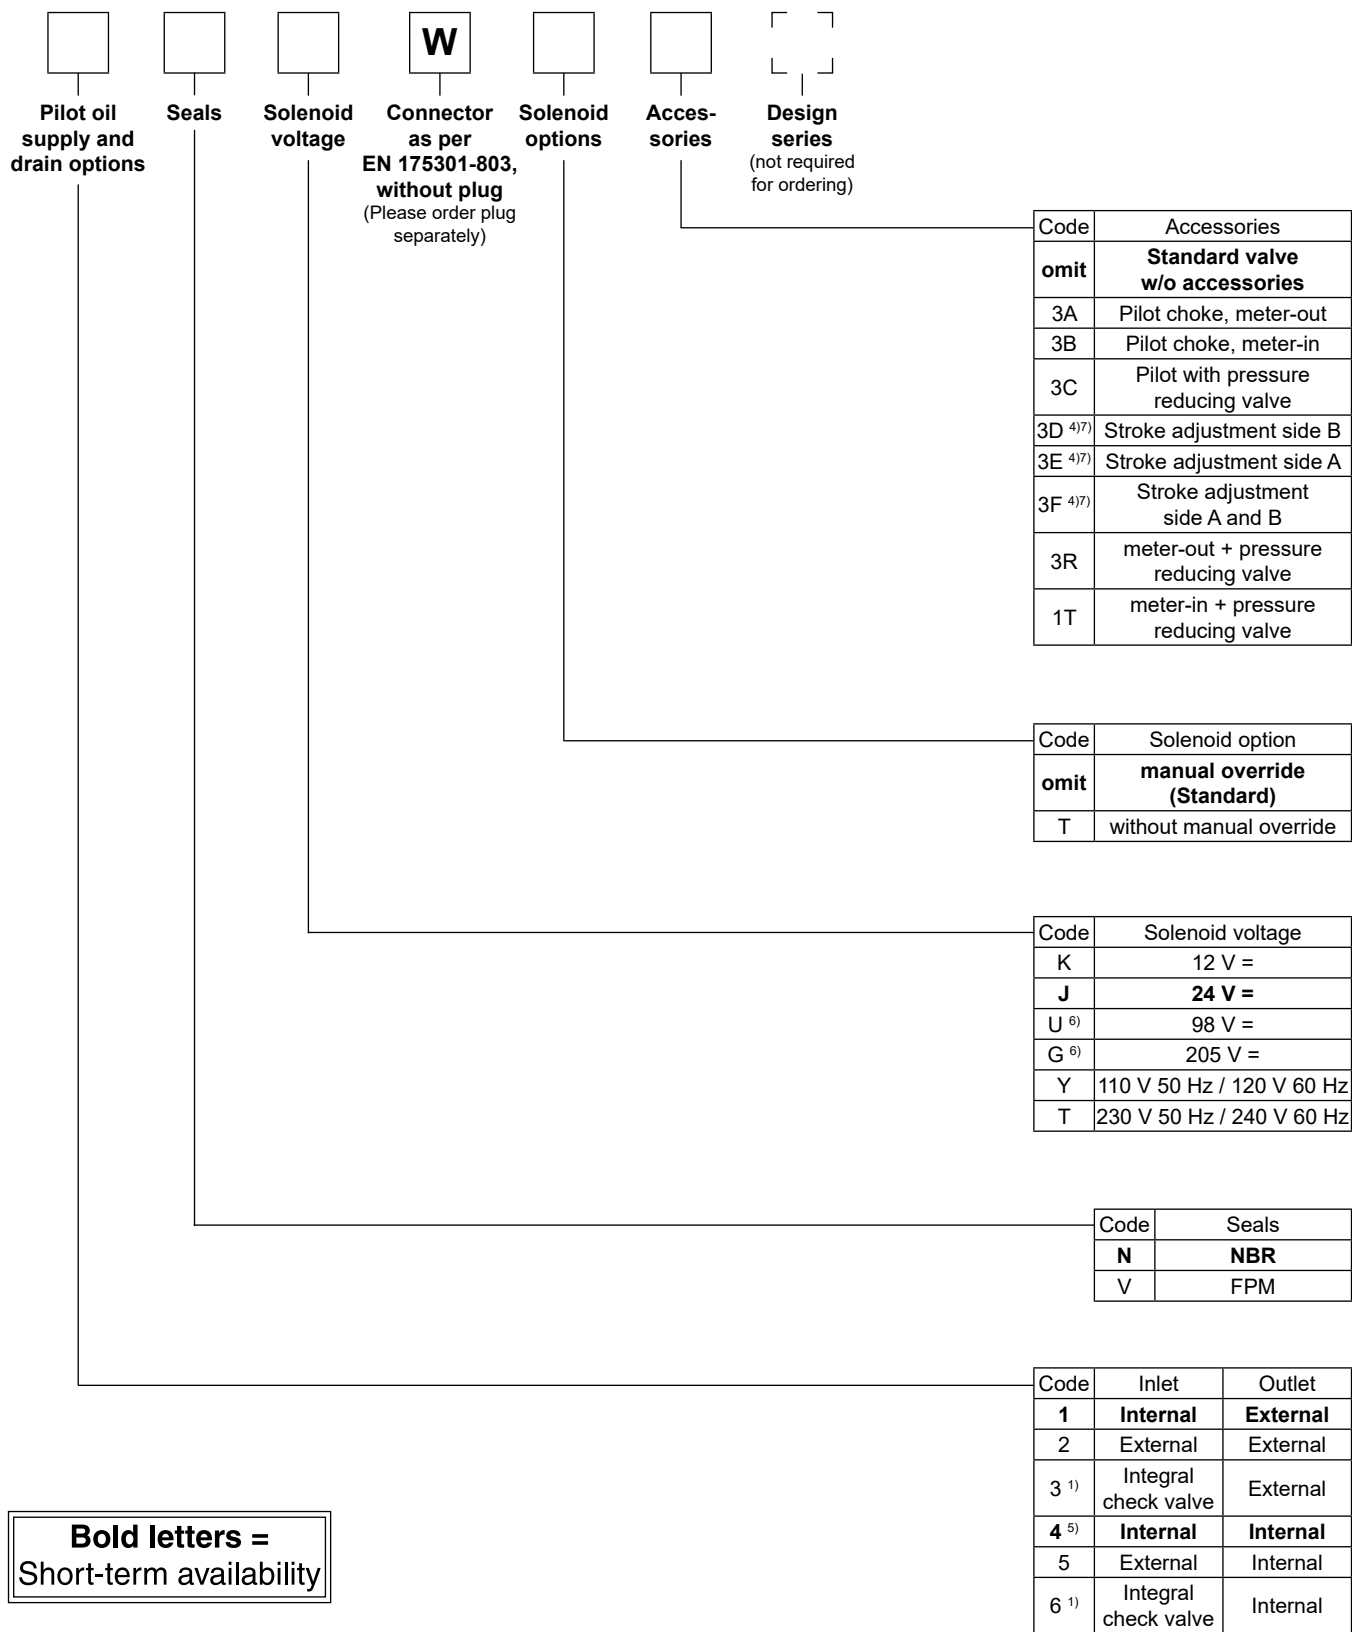 W
Pilot oil
supply and
drain options
Seals
Solenoid
voltage
Connector
as per
EN 175301-803,
without plug
(Please order plug
separately)
Solenoid
options
Acces-
sories
Design
series
(not required
for ordering)
Code Accessories
omit Standard valve
w/o accessories
3A Pilot choke, meter-out
3B Pilot choke, meter-in
3C Pilot with pressure
reducing valve
3D 4)7) Stroke adjustment side B
3E 4)7) Stroke adjustment side A
3F 4)7) Stroke adjustment
side A and B
3R meter-out + pressure
reducing valve
1T meter-in + pressure
reducing valve
Code Solenoid option
omit manual override
(Standard)
T without manual override
Code Solenoid voltage
K 12 V =
J 24 V =
U 6) 98 V =
G 6) 205 V =
Y 110 V 50 Hz / 120 V 60 Hz
T 230 V 50 Hz / 240 V 60 Hz
Code Seals
N NBR
V FPM
Code Inlet Outlet
1 Internal External
2 External External
3 1) Integral
check valve External
4 5) Internal Internal
5 External Internal
6 1) Integral
check valve Internal
Bold letters =
Short-term availability